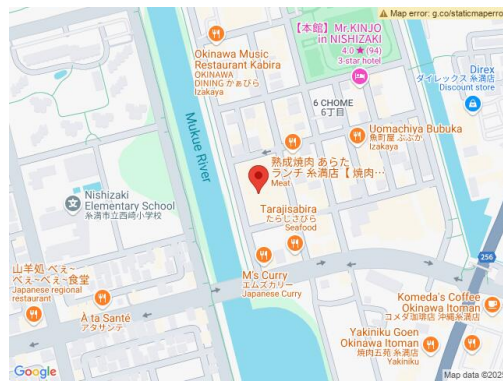 Map error: g.co/staticmaperro
【本館】Mr.KINJO
in NISHIZAKI
4.0 ★ (94)
3-star hotel
Okinawa Music
Restaurant Kabira
OKINAWA
DINING かぁびら
Izakaya
Direx
ダイレックス 糸満店
Discount store
6 CHOME
6丁目
Uomachiya Bubuka
魚町屋 ぶぶか
Izakaya
Mukue River
熟成焼肉 あらた
ランチ 糸満店【 焼肉…
Meat
Nishizaki
Elementary School
糸満市立西崎小学校
Tarajisabira
たらじさびら
Seafood
256
山羊処 べぇ~
べぇ~食堂
Japanese regional
restaurant
M's Curry
エムズカリー
Japanese Curry
À ta Santé
アタサンテ
Komeda's Coffee
Okinawa Itoman
コメダ珈琲店 沖縄糸満店
Yakiniku Goen
Okinawa Itoman
焼肉五苑 糸満店
Yakiniku
Google
Map data ©2025